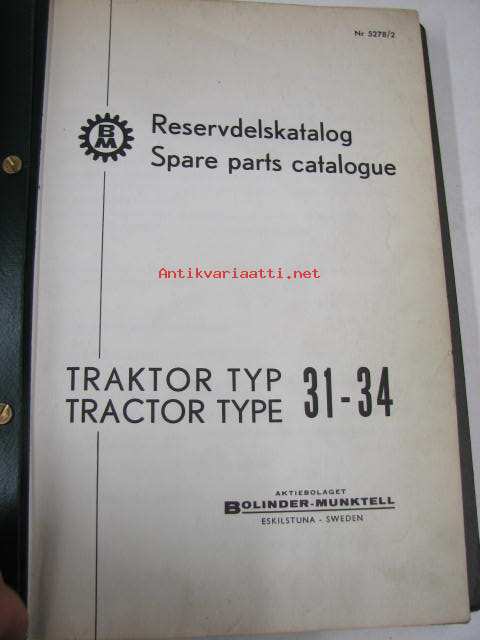 Nr 5278/2
BM
Reservdelskatalog
Spare parts catalogue
Antikvariaatti.net
TRAKTOR TYP 31-34
TRACTOR TYPE
AKTIEBOLAGET
BOLINDER-MUNKTELL
ESKILSTUNA - SWEDEN